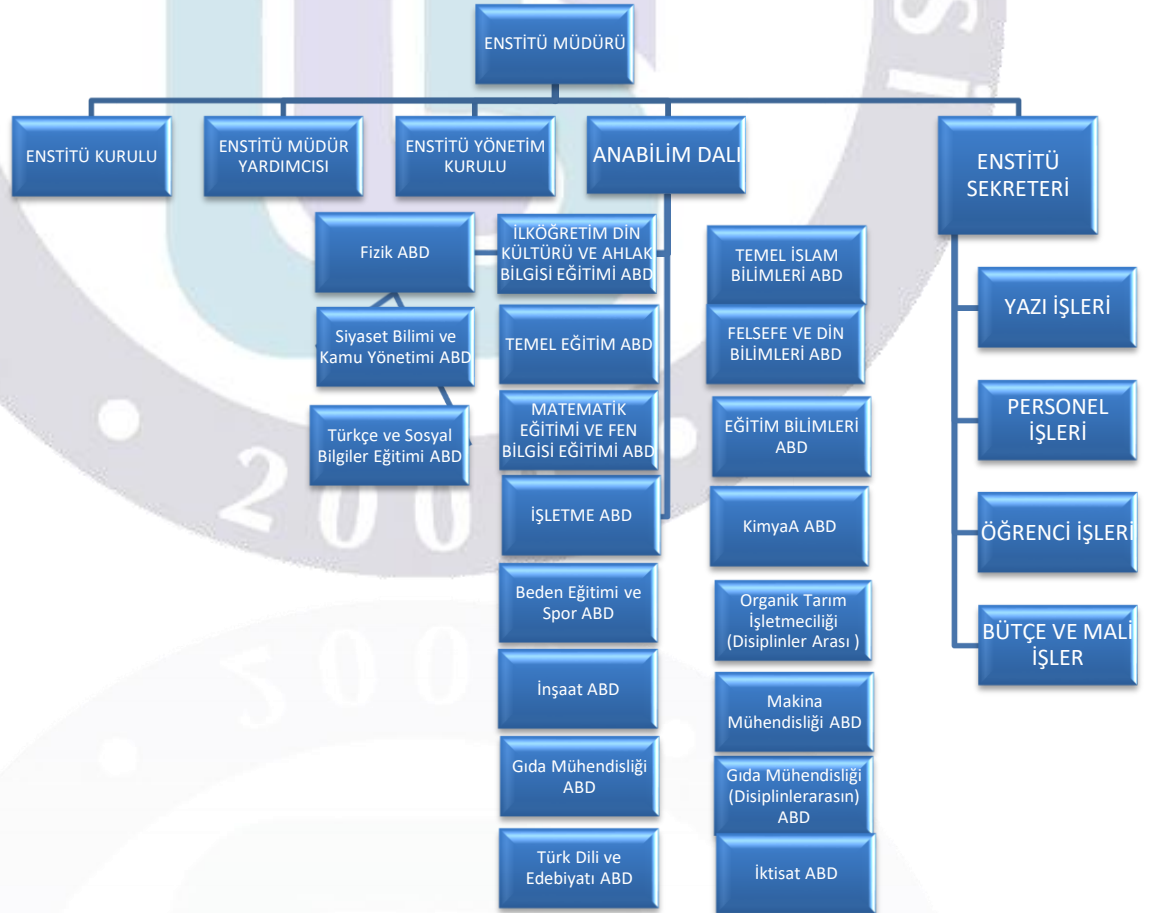 ENSTİTÜ MÜDÜRÜ
ENSTİTÜ KURULU
ENSTİTÜ MÜDÜR
YARDIMCISI
ENSTİTÜ YÖNETİM
KURULU
ANABİLİM DALI
ENSTİTÜ
SEKRETERİ
Fizik ABD
Siyaset Bilimi ve
Kamu Yönetimi ABD
Türkçe ve Sosyal
Bilgiler Eğitimi ABD
İLKÖĞRETİM DİN
KÜLTÜRÜ VE AHLAK
BİLGİSİ EĞİTİMİ ABD
TEMEL EĞİTİM ABD
MATEMATİK
EĞİTİMİ VE FEN
BİLGİSİ EĞİTİMİ ABD
İŞLETME ABD
Beden Eğitimi ve
Spor ABD
İnşaat ABD
Gıda Mühendisliği
ABD
Türk Dili ve
Edebiyatı ABD
TEMEL İSLAM
BİLİMLERİ ABD
FELSEFE VE DİN
BİLİMLERİ ABD
EĞİTİM BİLİMLERİ
ABD
KimyaA ABD
Organik Tarım
İşletmeciliği
(Disiplinler Arası )
Makina
Mühendisliği ABD
Gıda Mühendisliği
(Disiplinlerarasın)
ABD
İktisat ABD
YAZI İŞLERİ
PERSONEL
İŞLERİ
ÖĞRENCİ İŞLERİ
BÜTÇE VE MALİ
İŞLER